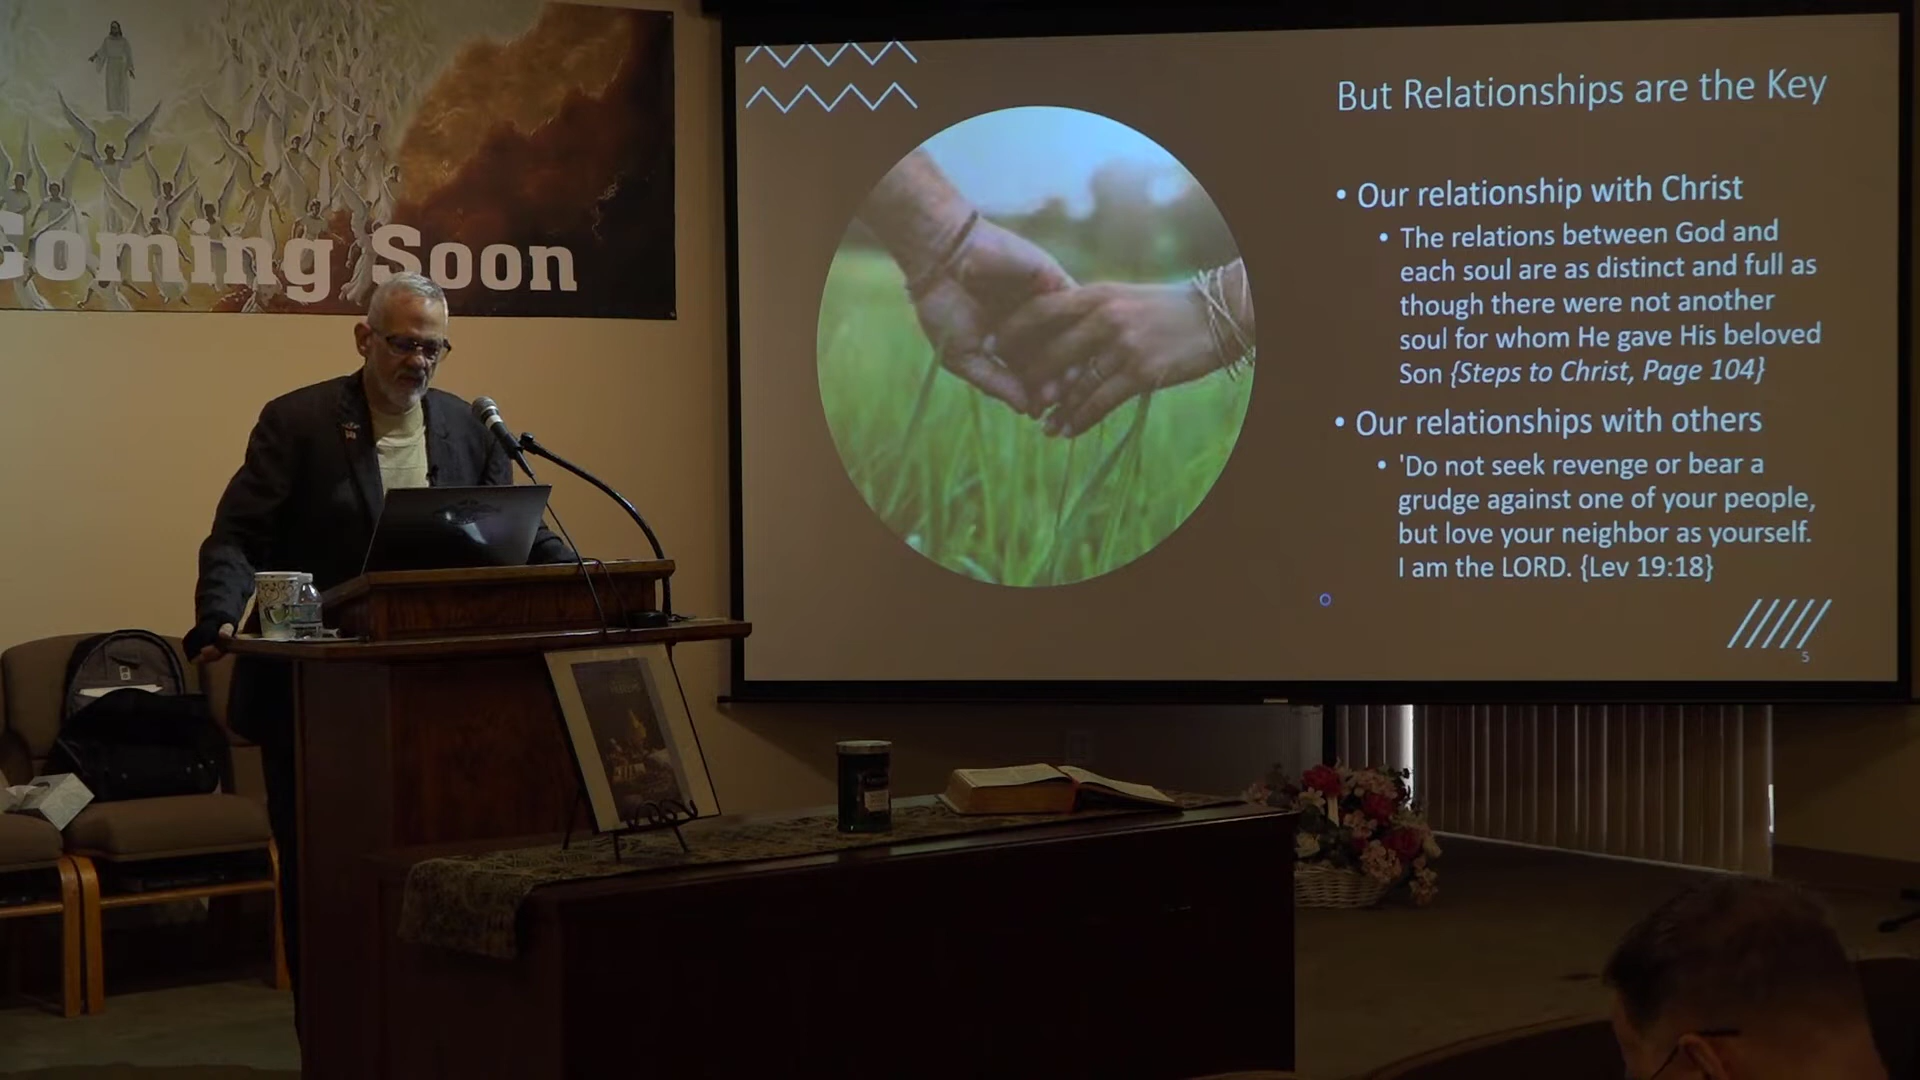 Coming Soon
But Relationships are the Key
• Our relationship with Christ
• The relations between God and
each soul are as distinct and full as
though there were not another
soul for whom He gave His beloved
Son {Steps to Christ, Page 104}
• Our relationships with others
• 'Do not seek revenge or bear a
grudge against one of your people,
but love your neighbor as yourself.
I am the LORD. {Lev 19:18}
5